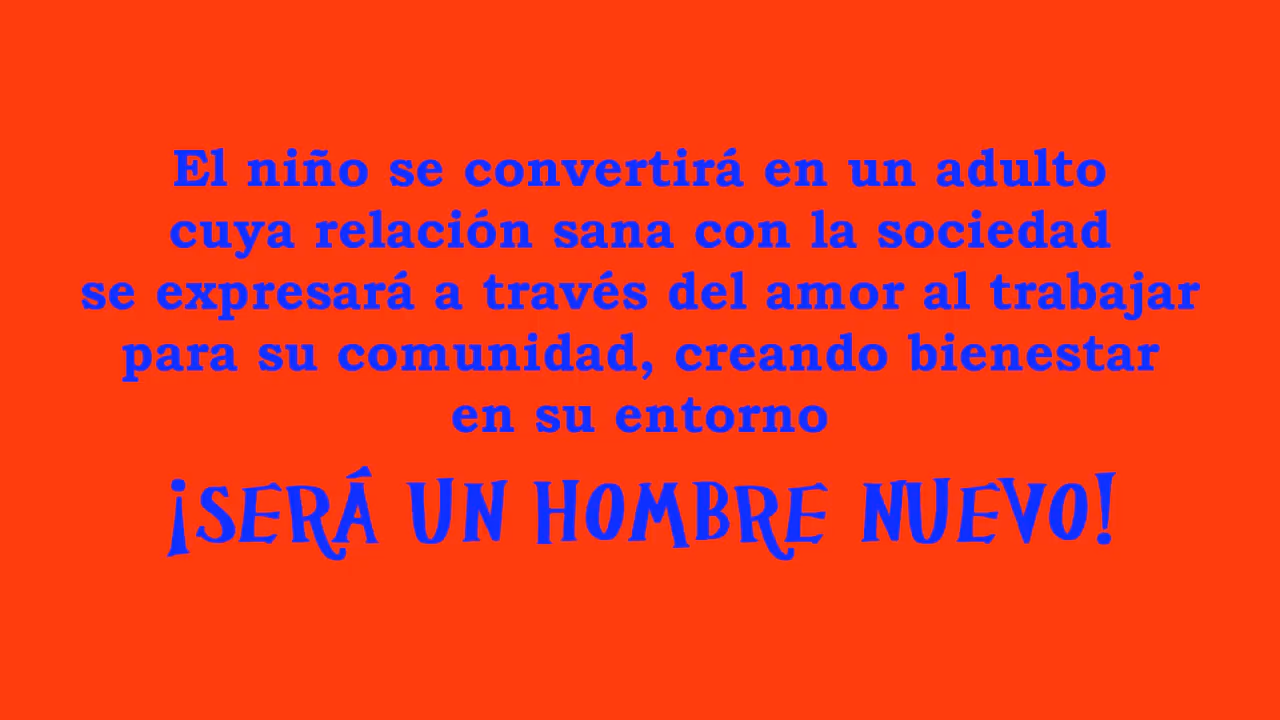 El niño se convertirá en un adulto
cuya relación sana con la sociedad
se expresará a través del amor al trabajar
para su comunidad, creando bienestar
en su entorno
¡SERÁ UN HOMBRE NUEVO!